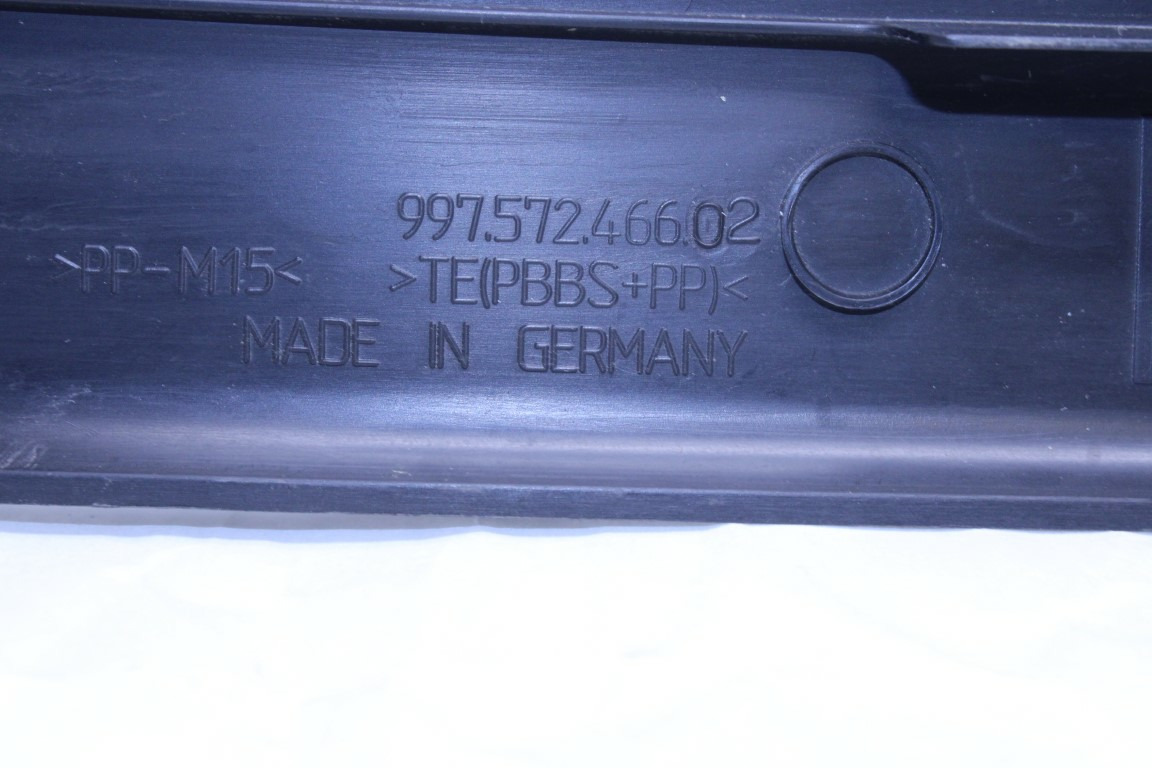 997.572.466.02
>PP-M15< >TE(PBBS+PP)<
MADE IN GERMANY